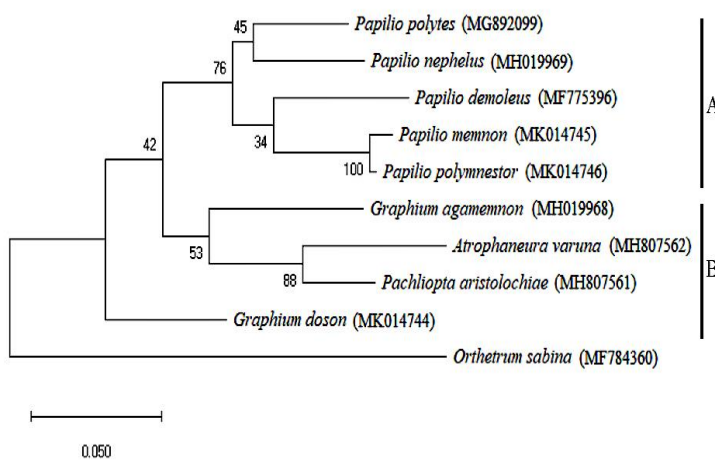 45
Papilio polytes (MG892099)
76
Papilio nephelus (MH019969)
Papilio demoleus (MF775396)
A
42
34
Papilio memnon (MK014745)
100
Papilio polymnestor (MK014746)
Graphium agamemnon (MH019968)
53
Atrophaneura varuna (MH807562)
B
88
Pachliopta aristolochiae (MH807561)
Graphium doson (MK014744)
Orthetrum sabina (MF784360)
0.050